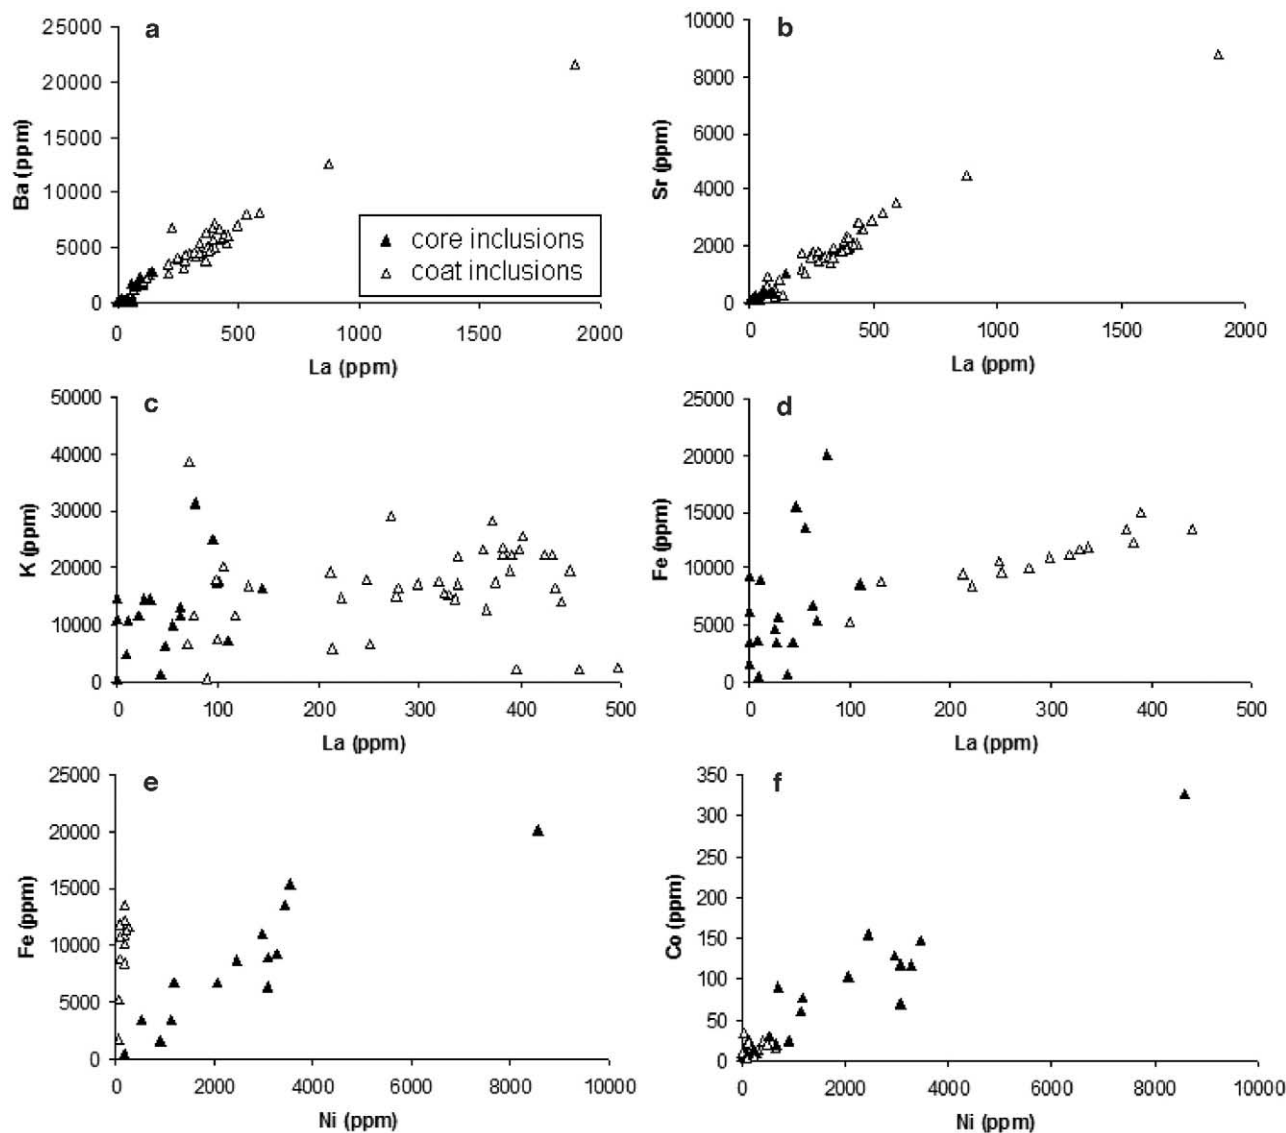 a
25000
20000
15000
10000
5000
0
Ba (ppm)
0 500 1000 1500 2000
La (ppm)
core inclusions
coat inclusions
b
10000
8000
6000
4000
2000
0
Sr (ppm)
0 500 1000 1500 2000
La (ppm)
c
50000
40000
30000
20000
10000
0
K (ppm)
0 100 200 300 400 500
La (ppm)
d
25000
20000
15000
10000
5000
0
Fe (ppm)
0 100 200 300 400 500
La (ppm)
e
25000
20000
15000
10000
5000
0
Fe (ppm)
0 2000 4000 6000 8000 10000
Ni (ppm)
f
350
300
250
200
150
100
50
0
Co (ppm)
0 2000 4000 6000 8000 10000
Ni (ppm)